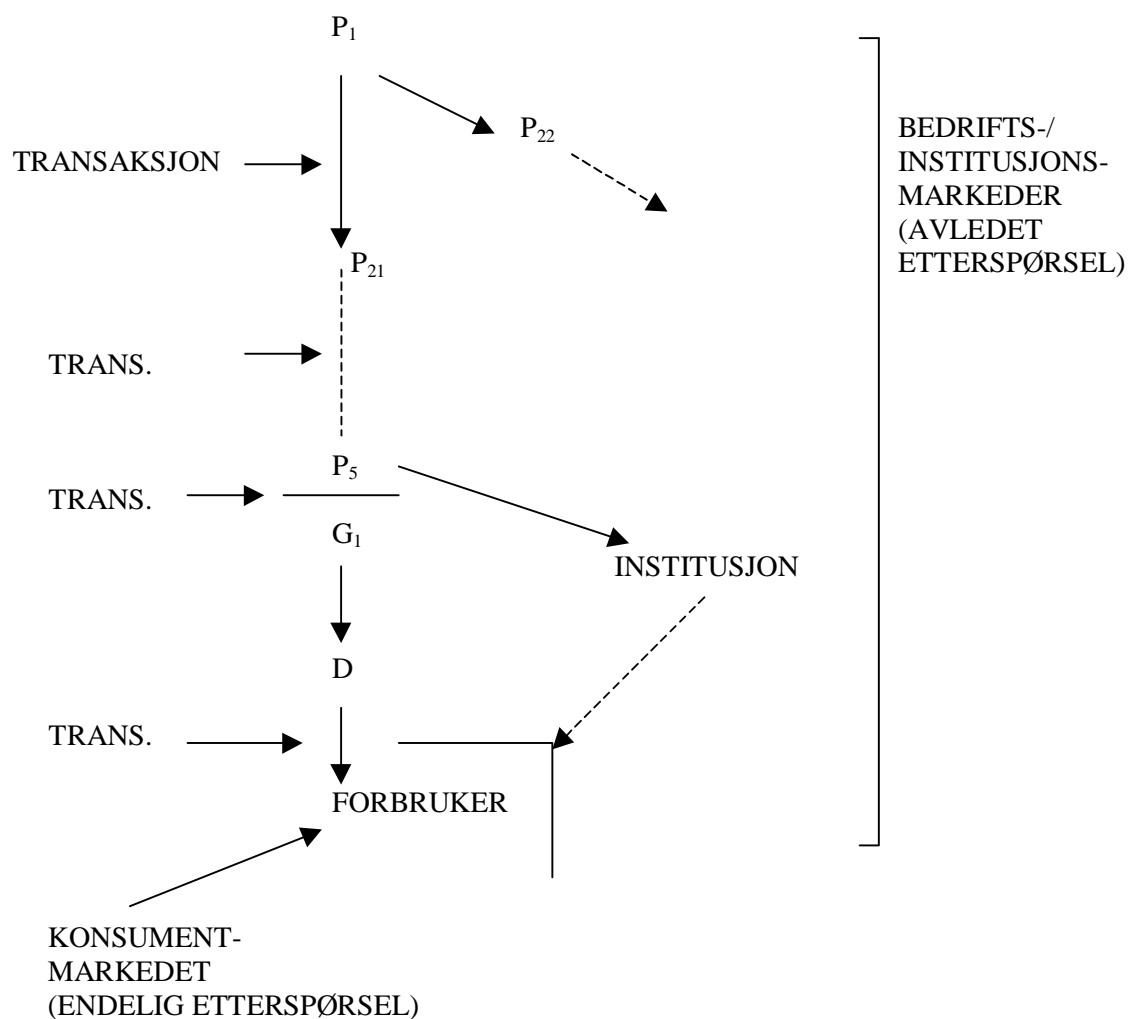 P₁
P₂₂
BEDRIFTS-/
INSTITUSJONS-
MARKEDER
(AVLEDET
ETTERSPØRSEL)
TRANSAKSJON
P₂₁
TRANS.
P₅
TRANS.
G₁
INSTITUSJON
D
TRANS.
FORBRUKER
KONSUMENT-
MARKEDET
(ENDELIG ETTERSPØRSEL)